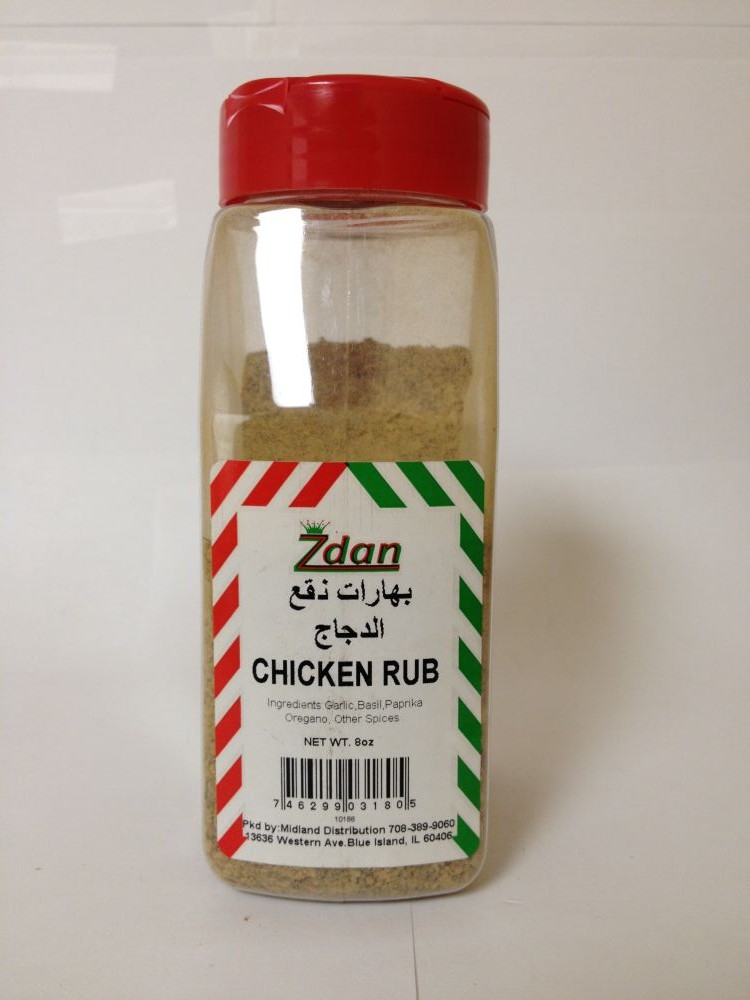 Zdan
بهارات ذقع
الدجاج
CHICKEN RUB
Ingredients Garlic,Basil,Paprika
Oregano, Other Spices
NET WT. 8oz
7 46299 03180 5
10186
Pkd by:Midland Distribution 708-389-9060
13636 Western Ave.Blue Island, IL 60406